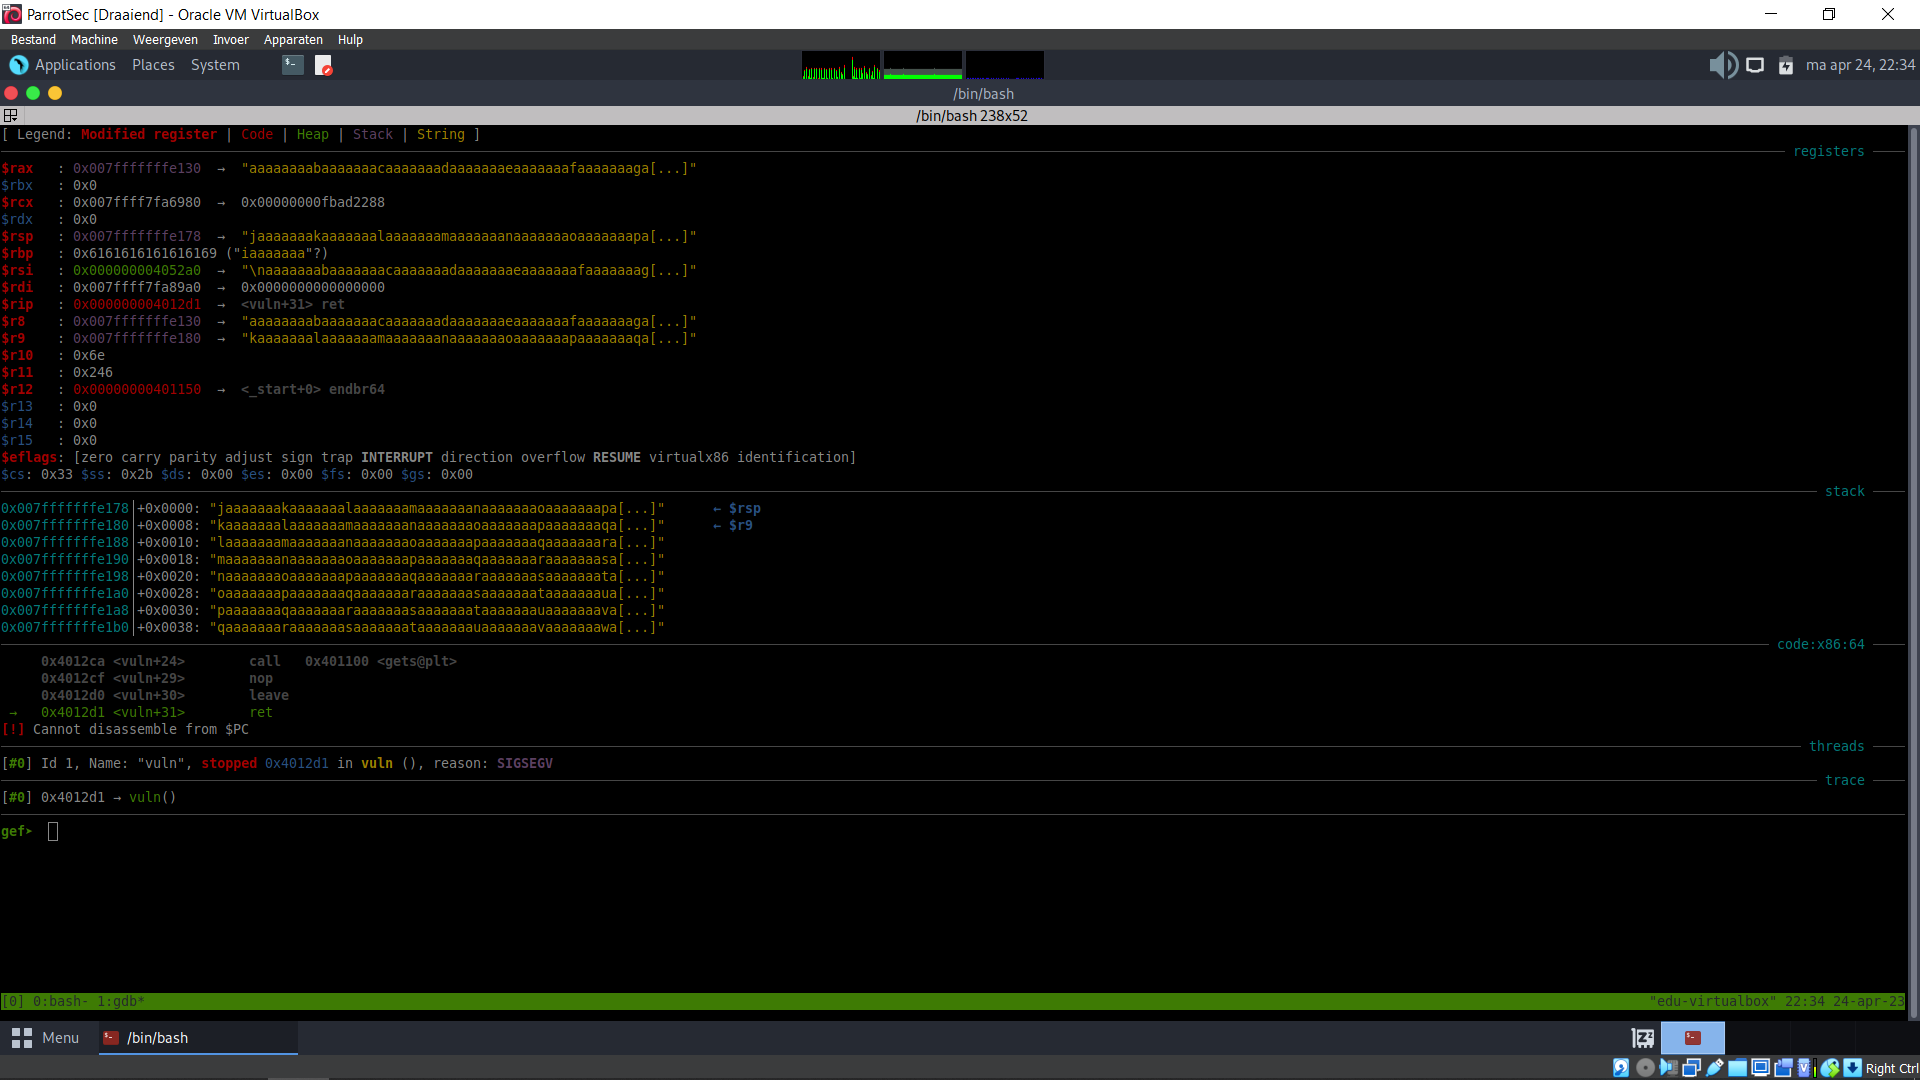 ParrotSec [Draaiend] - Oracle VM VirtualBox
Bestand Machine Weergeven Invoer Apparaten Hulp
Applications Places System ma apr 24, 22:34
/bin/bash
/bin/bash 238x52
[ Legend: Modified register | Code | Heap | Stack | String ]
registers
$rax   : 0x007fffffffe130  →  "aaaaaaaabaaaaaaacaaaaaaadaaaaaaaeaaaaaaafaaaaaaaga[...]"
$rbx   : 0x0
$rcx   : 0x007ffff7fa6980  →  0x00000000fbad2288
$rdx   : 0x0
$rsp   : 0x007fffffffe178  →  "jaaaaaaakaaaaaaalaaaaaaamaaaaaaanaaaaaaaoaaaaaaapa[...]"
$rbp   : 0x6161616161616169 ("iaaaaaaa"?)
$rsi   : 0x000000004052a0  →  "\naaaaaaabaaaaaaacaaaaaaadaaaaaaaeaaaaaaafaaaaaaag[...]"
$rdi   : 0x007ffff7fa89a0  →  0x0000000000000000
$rip   : 0x000000004012d1  →  <vuln+31> ret
$r8    : 0x007fffffffe130  →  "aaaaaaaabaaaaaaacaaaaaaadaaaaaaaeaaaaaaafaaaaaaaga[...]"
$r9    : 0x007fffffffe180  →  "kaaaaaaalaaaaaaamaaaaaaanaaaaaaaoaaaaaaapaaaaaaaqa[...]"
$r10   : 0x6e
$r11   : 0x246
$r12   : 0x00000000401150  →  <_start+0> endbr64
$r13   : 0x0
$r14   : 0x0
$r15   : 0x0
$eflags: [zero carry parity adjust sign trap INTERRUPT direction overflow RESUME virtualx86 identification]
$cs: 0x33 $ss: 0x2b $ds: 0x00 $es: 0x00 $fs: 0x00 $gs: 0x00
stack
0x007fffffffe178│+0x0000: "jaaaaaaakaaaaaaalaaaaaaamaaaaaaanaaaaaaaoaaaaaaapa[...]"      ← $rsp
0x007fffffffe180│+0x0008: "kaaaaaaalaaaaaaamaaaaaaanaaaaaaaoaaaaaaapaaaaaaaqa[...]"      ← $r9
0x007fffffffe188│+0x0010: "laaaaaaamaaaaaaanaaaaaaaoaaaaaaapaaaaaaaqaaaaaaara[...]"
0x007fffffffe190│+0x0018: "maaaaaaanaaaaaaaoaaaaaaapaaaaaaaqaaaaaaaraaaaaaasa[...]"
0x007fffffffe198│+0x0020: "naaaaaaaoaaaaaaapaaaaaaaqaaaaaaaraaaaaaasaaaaaaata[...]"
0x007fffffffe1a0│+0x0028: "oaaaaaaapaaaaaaaqaaaaaaaraaaaaaasaaaaaaataaaaaaaua[...]"
0x007fffffffe1a8│+0x0030: "paaaaaaaqaaaaaaaraaaaaaasaaaaaaataaaaaaauaaaaaaava[...]"
0x007fffffffe1b0│+0x0038: "qaaaaaaaraaaaaaasaaaaaaataaaaaaauaaaaaaavaaaaaaawa[...]"
code:x86:64
0x4012ca <vuln+24>        call   0x401100 <gets@plt>
0x4012cf <vuln+29>        nop
0x4012d0 <vuln+30>        leave
→   0x4012d1 <vuln+31>        ret
[!] Cannot disassemble from $PC
threads
[#0] Id 1, Name: "vuln", stopped 0x4012d1 in vuln (), reason: SIGSEGV
trace
[#0] 0x4012d1 → vuln()
gef➤
[0] 0:bash- 1:gdb* "edu-virtualbox" 22:34 24-apr-23
Menu /bin/bash
Right Ctrl